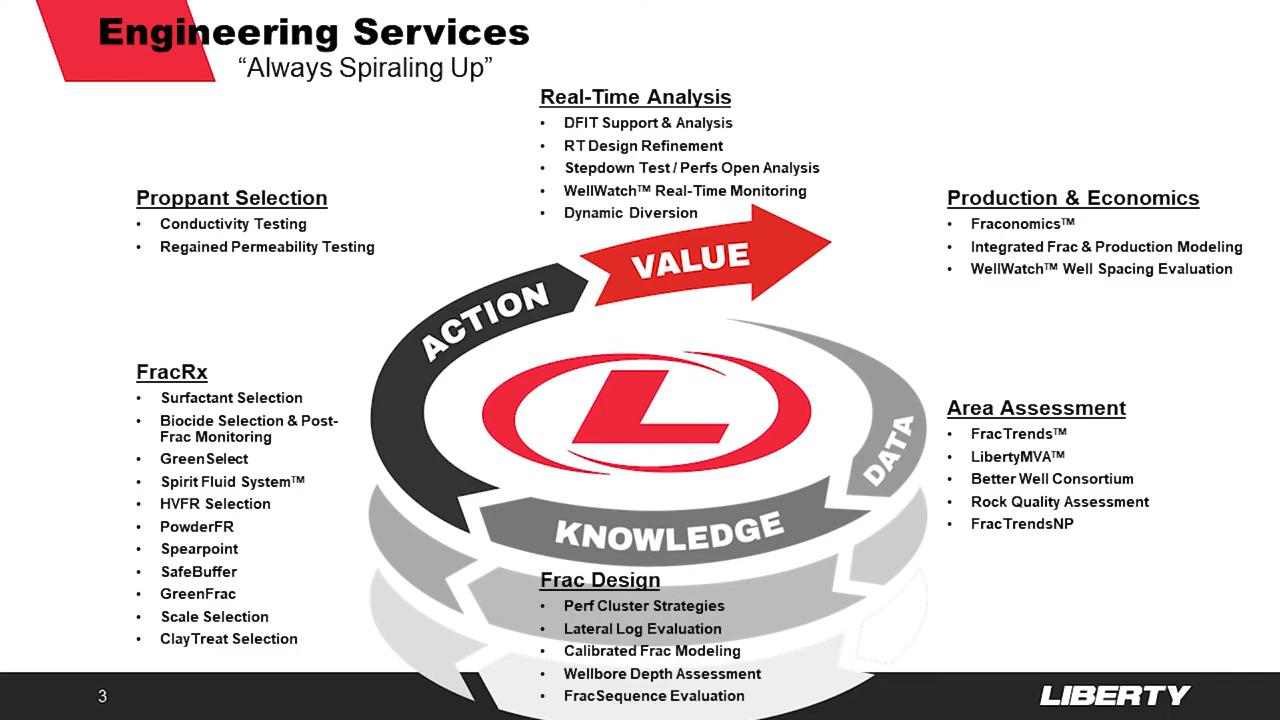 Engineering Services
“Always Spiraling Up”
Real-Time Analysis
• DFIT Support & Analysis
• RT Design Refinement
• Stepdown Test / Perfs Open Analysis
• WellWatch™ Real-Time Monitoring
• Dynamic Diversion
Proppant Selection
• Conductivity Testing
• Regained Permeability Testing
Production & Economics
• Fraconomics™
• Integrated Frac & Production Modeling
• WellWatch™ Well Spacing Evaluation
VALUE
ACTION
DATA
KNOWLEDGE
L
FracRx
• Surfactant Selection
• Biocide Selection & Post-
Frac Monitoring
• GreenSelect
• Spirit Fluid System™
• HVFR Selection
• PowderFR
• Spearpoint
• SafeBuffer
• GreenFrac
• Scale Selection
• ClayTreat Selection
Area Assessment
• FracTrends™
• LibertyMVA™
• Better Well Consortium
• Rock Quality Assessment
• FracTrendsNP
Frac Design
• Perf Cluster Strategies
• Lateral Log Evaluation
• Calibrated Frac Modeling
• Wellbore Depth Assessment
• FracSequence Evaluation
3
LIBERTY